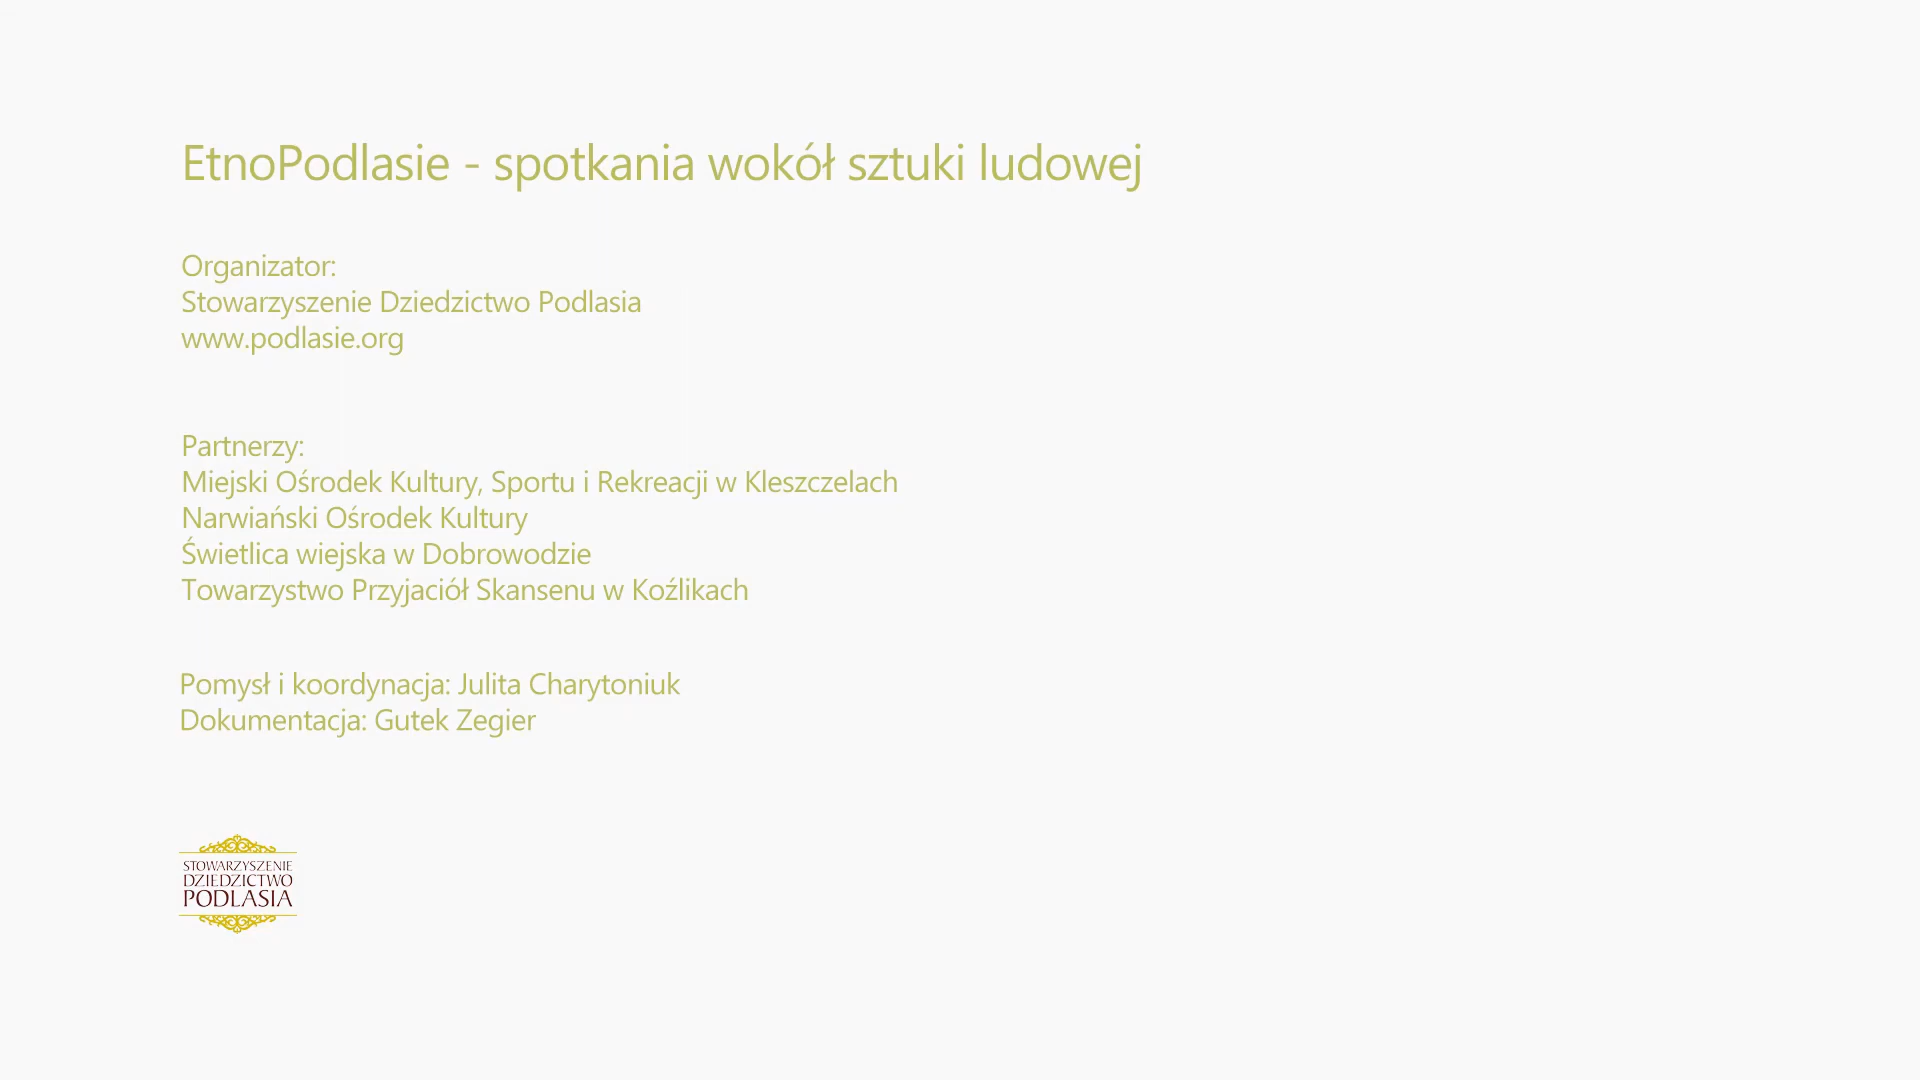 EtnoPodlasie - spotkania wokół sztuki ludowej
Organizator:
Stowarzyszenie Dziedzictwo Podlasia
www.podlasie.org
Partnerzy:
Miejski Ośrodek Kultury, Sportu i Rekreacji w Kleszczelach
Narwiański Ośrodek Kultury
Świetlica wiejska w Dobrowodzie
Towarzystwo Przyjaciół Skansenu w Koźlikach
Pomysł i koordynacja: Julita Charytoniuk
Dokumentacja: Gutek Zegier
STOWARZYSZENIE
DZIEDZICTWO
PODLASIA